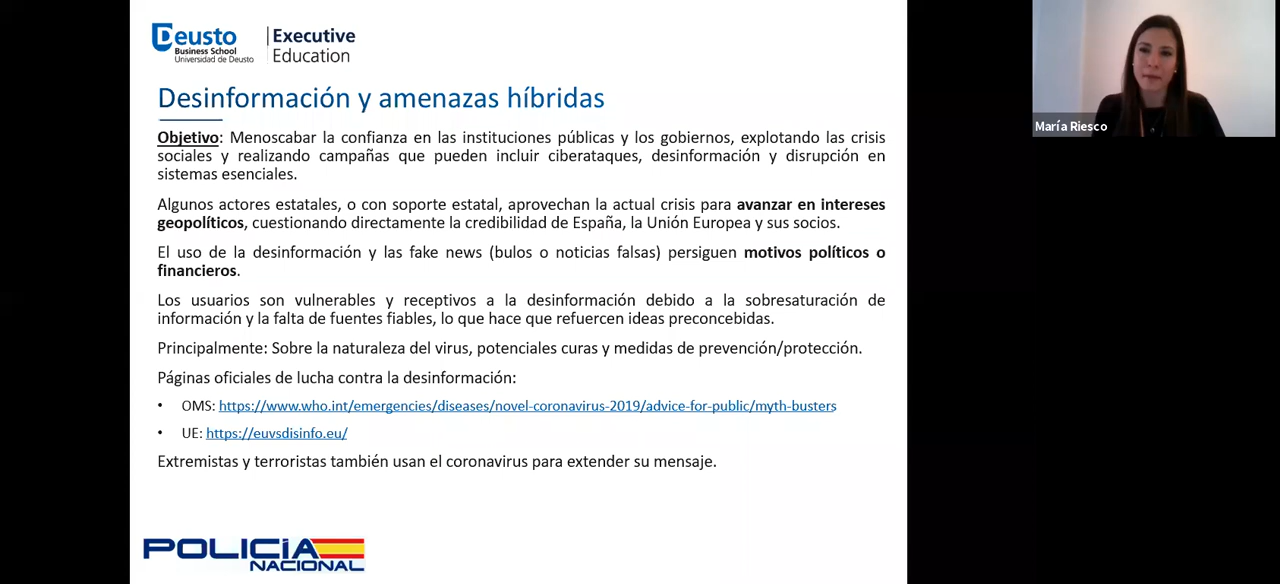 Deusto
Business School
Universidad de Deusto
Executive
Education
Desinformación y amenazas híbridas
Objetivo: Menoscabar la confianza en las instituciones públicas y los gobiernos, explotando las crisis
sociales y realizando campañas que pueden incluir ciberataques, desinformación y disrupción en
sistemas esenciales.
Algunos actores estatales, o con soporte estatal, aprovechan la actual crisis para avanzar en intereses
geopolíticos, cuestionando directamente la credibilidad de España, la Unión Europea y sus socios.
El uso de la desinformación y las fake news (bulos o noticias falsas) persiguen motivos políticos o
financieros.
Los usuarios son vulnerables y receptivos a la desinformación debido a la sobresaturación de
información y la falta de fuentes fiables, lo que hace que refuercen ideas preconcebidas.
Principalmente: Sobre la naturaleza del virus, potenciales curas y medidas de prevención/protección.
Páginas oficiales de lucha contra la desinformación:
• OMS: https://www.who.int/emergencies/diseases/novel-coronavirus-2019/advice-for-public/myth-busters
• UE: https://euvsdisinfo.eu/
Extremistas y terroristas también usan el coronavirus para extender su mensaje.
POLICÍA
NACIONAL
María Riesco